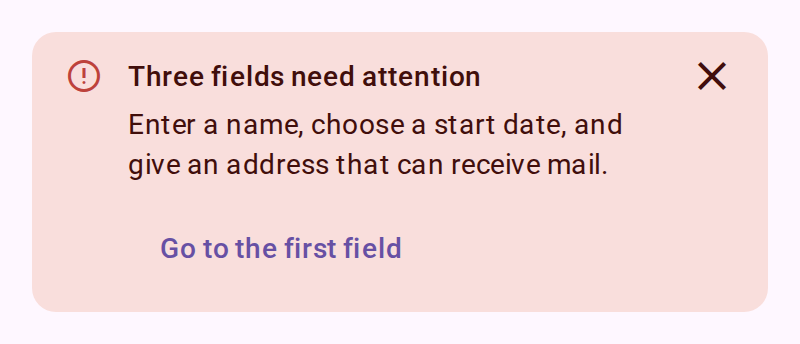 Three fields need attention
Enter a name, choose a start date, and
give an address that can receive mail.
Go to the first field